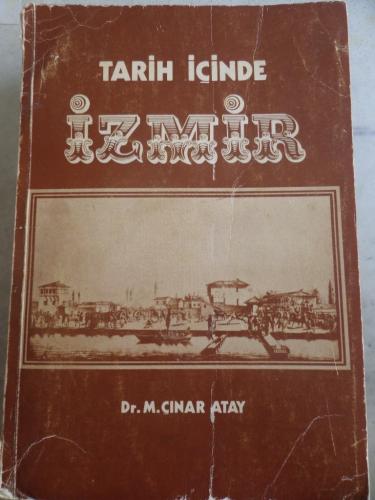 TARİH İÇİNDE
İZMİR
Dr. M. ÇINAR ATAY